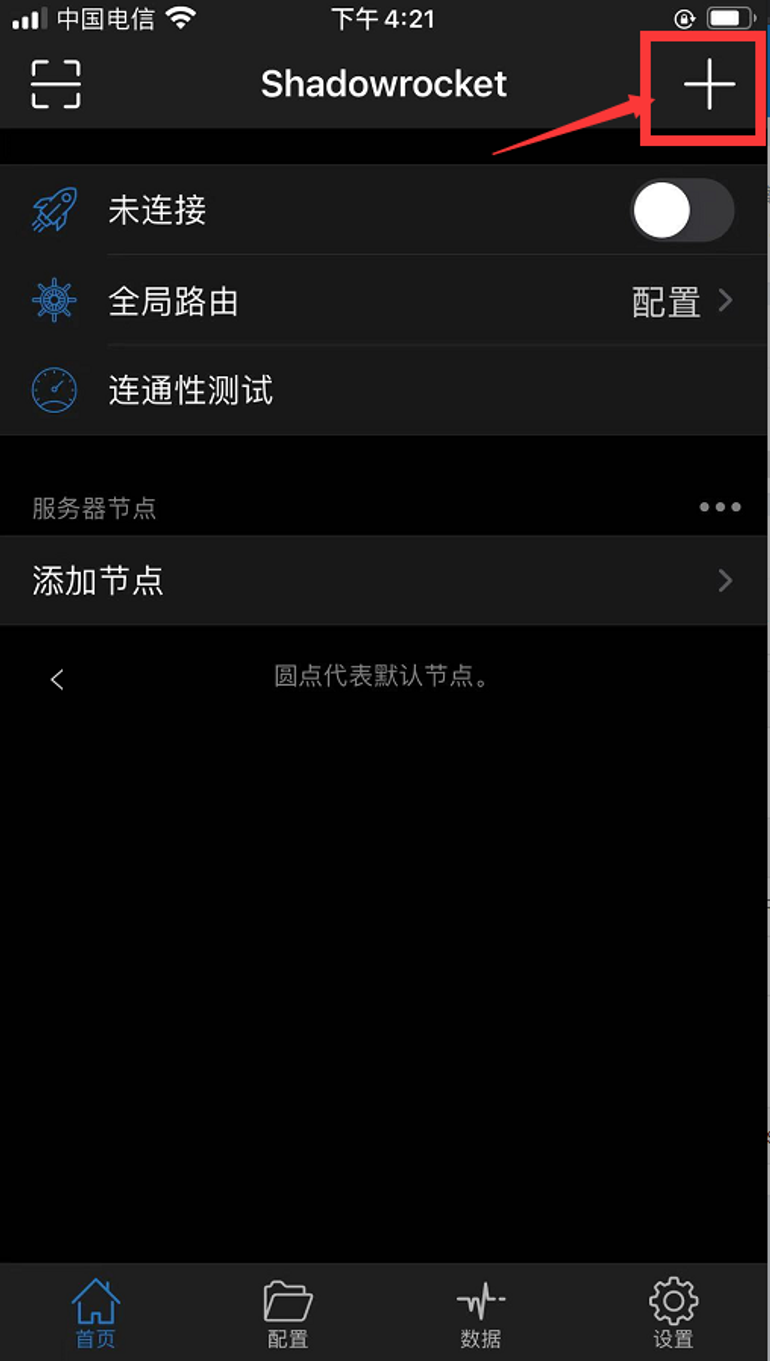 中国电信 下午4:21
Shadowrocket
未连接
全局路由 配置
连通性测试
服务器节点
添加节点
圆点代表默认节点。
首页 配置 数据 设置